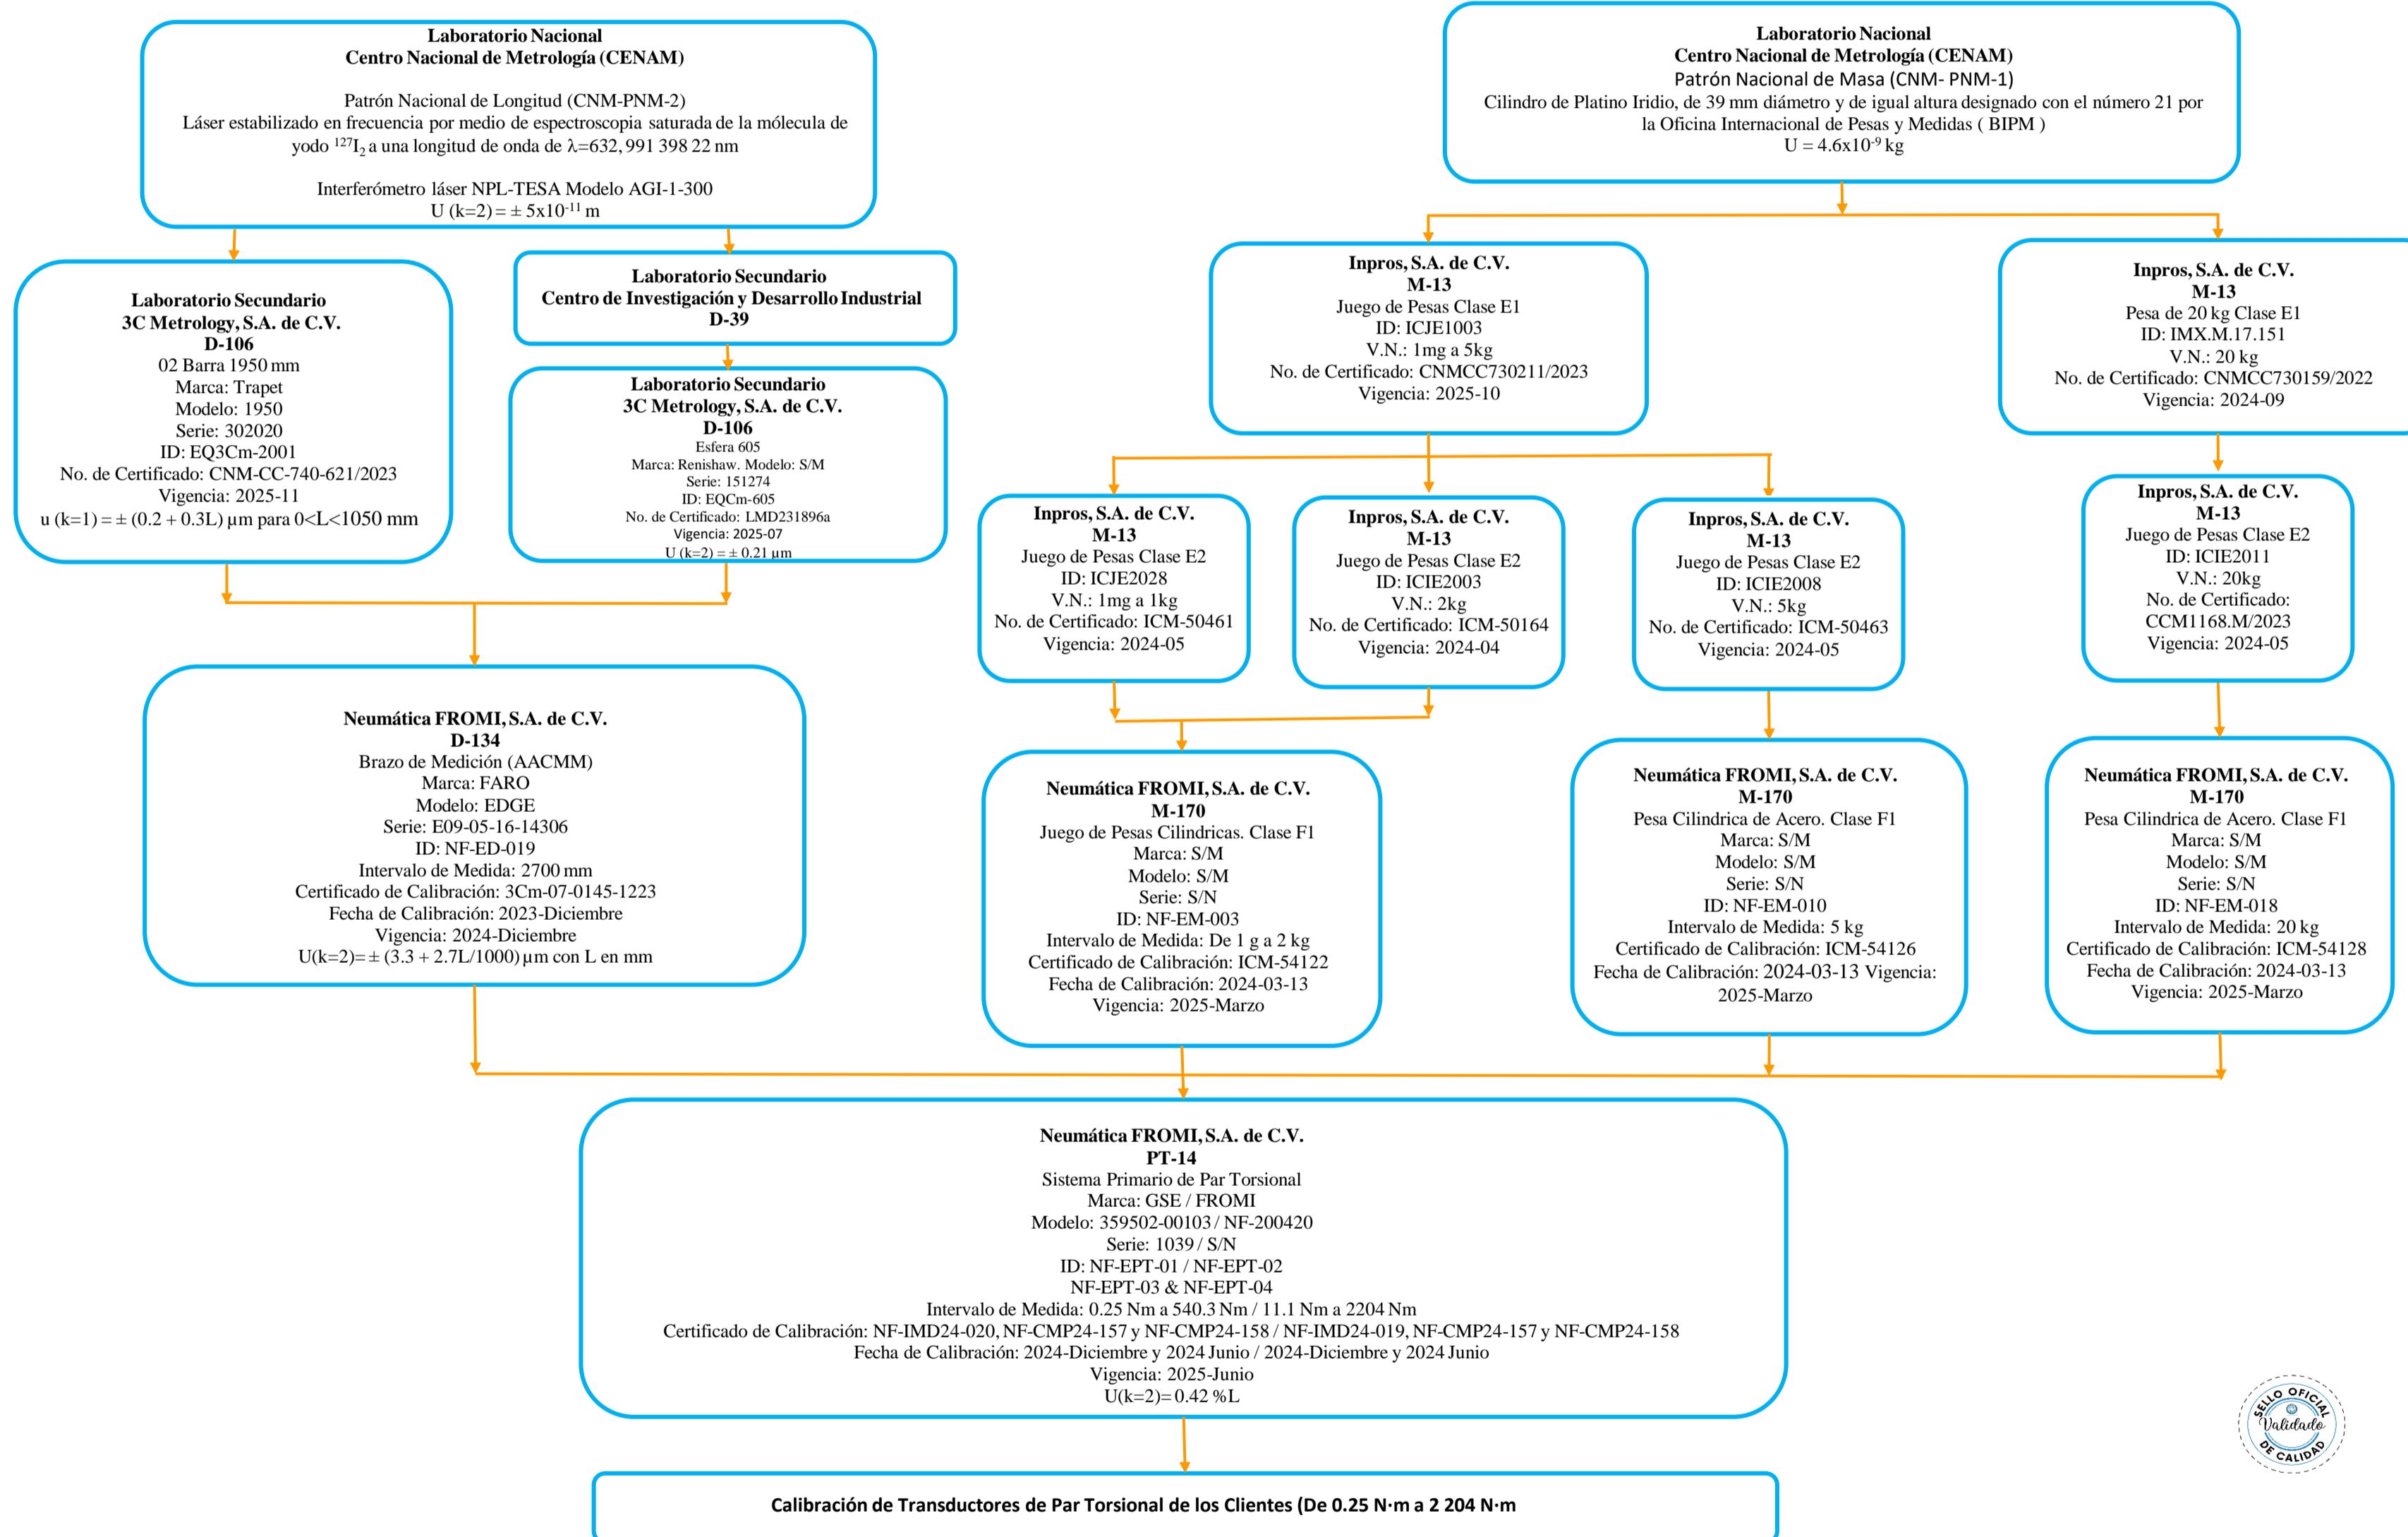 Laboratorio Nacional
Centro Nacional de Metrología (CENAM)
Patrón Nacional de Longitud (CNM-PNM-2)
Láser estabilizado en frecuencia por medio de espectroscopia saturada de la mólecula de
yodo ¹²⁷I₂ a una longitud de onda de λ=632, 991 398 22 nm
Interferómetro láser NPL-TESA Modelo AGI-1-300
U (k=2) = ± 5x10⁻¹¹ m
Laboratorio Nacional
Centro Nacional de Metrología (CENAM)
Patrón Nacional de Masa (CNM- PNM-1)
Cilindro de Platino Iridio, de 39 mm diámetro y de igual altura designado con el número 21 por
la Oficina Internacional de Pesas y Medidas ( BIPM )
U = 4.6x10⁻⁹ kg
Laboratorio Secundario
3C Metrology, S.A. de C.V.
D-106
02 Barra 1950 mm
Marca: Trapet
Modelo: 1950
Serie: 302020
ID: EQ3Cm-2001
No. de Certificado: CNM-CC-740-621/2023
Vigencia: 2025-11
u (k=1) = ± (0.2 + 0.3L) µm para 0<L<1050 mm
Laboratorio Secundario
Centro de Investigación y Desarrollo Industrial
D-39
Laboratorio Secundario
3C Metrology, S.A. de C.V.
D-106
Esfera 605
Marca: Renishaw. Modelo: S/M
Serie: 151274
ID: EQCm-605
No. de Certificado: LMD231896a
Vigencia: 2025-07
U (k=2) = ± 0.21 µm
Inpros, S.A. de C.V.
M-13
Juego de Pesas Clase E1
ID: ICJE1003
V.N.: 1mg a 5kg
No. de Certificado: CNMCC730211/2023
Vigencia: 2025-10
Inpros, S.A. de C.V.
M-13
Pesa de 20 kg Clase E1
ID: IMX.M.17.151
V.N.: 20 kg
No. de Certificado: CNMCC730159/2022
Vigencia: 2024-09
Inpros, S.A. de C.V.
M-13
Juego de Pesas Clase E2
ID: ICJE2028
V.N.: 1mg a 1kg
No. de Certificado: ICM-50461
Vigencia: 2024-05
Inpros, S.A. de C.V.
M-13
Juego de Pesas Clase E2
ID: ICIE2003
V.N.: 2kg
No. de Certificado: ICM-50164
Vigencia: 2024-04
Inpros, S.A. de C.V.
M-13
Juego de Pesas Clase E2
ID: ICIE2008
V.N.: 5kg
No. de Certificado: ICM-50463
Vigencia: 2024-05
Inpros, S.A. de C.V.
M-13
Juego de Pesas Clase E2
ID: ICIE2011
V.N.: 20kg
No. de Certificado:
CCM1168.M/2023
Vigencia: 2024-05
Neumática FROMI, S.A. de C.V.
D-134
Brazo de Medición (AACMM)
Marca: FARO
Modelo: EDGE
Serie: E09-05-16-14306
ID: NF-ED-019
Intervalo de Medida: 2700 mm
Certificado de Calibración: 3Cm-07-0145-1223
Fecha de Calibración: 2023-Diciembre
Vigencia: 2024-Diciembre
U(k=2)= ± (3.3 + 2.7L/1000) µm con L en mm
Neumática FROMI, S.A. de C.V.
M-170
Juego de Pesas Cilindricas. Clase F1
Marca: S/M
Modelo: S/M
Serie: S/N
ID: NF-EM-003
Intervalo de Medida: De 1 g a 2 kg
Certificado de Calibración: ICM-54122
Fecha de Calibración: 2024-03-13
Vigencia: 2025-Marzo
Neumática FROMI, S.A. de C.V.
M-170
Pesa Cilindrica de Acero. Clase F1
Marca: S/M
Modelo: S/M
Serie: S/N
ID: NF-EM-010
Intervalo de Medida: 5 kg
Certificado de Calibración: ICM-54126
Fecha de Calibración: 2024-03-13 Vigencia:
2025-Marzo
Neumática FROMI, S.A. de C.V.
M-170
Pesa Cilindrica de Acero. Clase F1
Marca: S/M
Modelo: S/M
Serie: S/N
ID: NF-EM-018
Intervalo de Medida: 20 kg
Certificado de Calibración: ICM-54128
Fecha de Calibración: 2024-03-13
Vigencia: 2025-Marzo
Neumática FROMI, S.A. de C.V.
PT-14
Sistema Primario de Par Torsional
Marca: GSE / FROMI
Modelo: 359502-00103 / NF-200420
Serie: 1039 / S/N
ID: NF-EPT-01 / NF-EPT-02
NF-EPT-03 & NF-EPT-04
Intervalo de Medida: 0.25 Nm a 540.3 Nm / 11.1 Nm a 2204 Nm
Certificado de Calibración: NF-IMD24-020, NF-CMP24-157 y NF-CMP24-158 / NF-IMD24-019, NF-CMP24-157 y NF-CMP24-158
Fecha de Calibración: 2024-Diciembre y 2024 Junio / 2024-Diciembre y 2024 Junio
Vigencia: 2025-Junio
U(k=2)= 0.42 %L
Calibración de Transductores de Par Torsional de los Clientes (De 0.25 N·m a 2 204 N·m
SELLO OFICIAL
Validado
DE CALIDAD